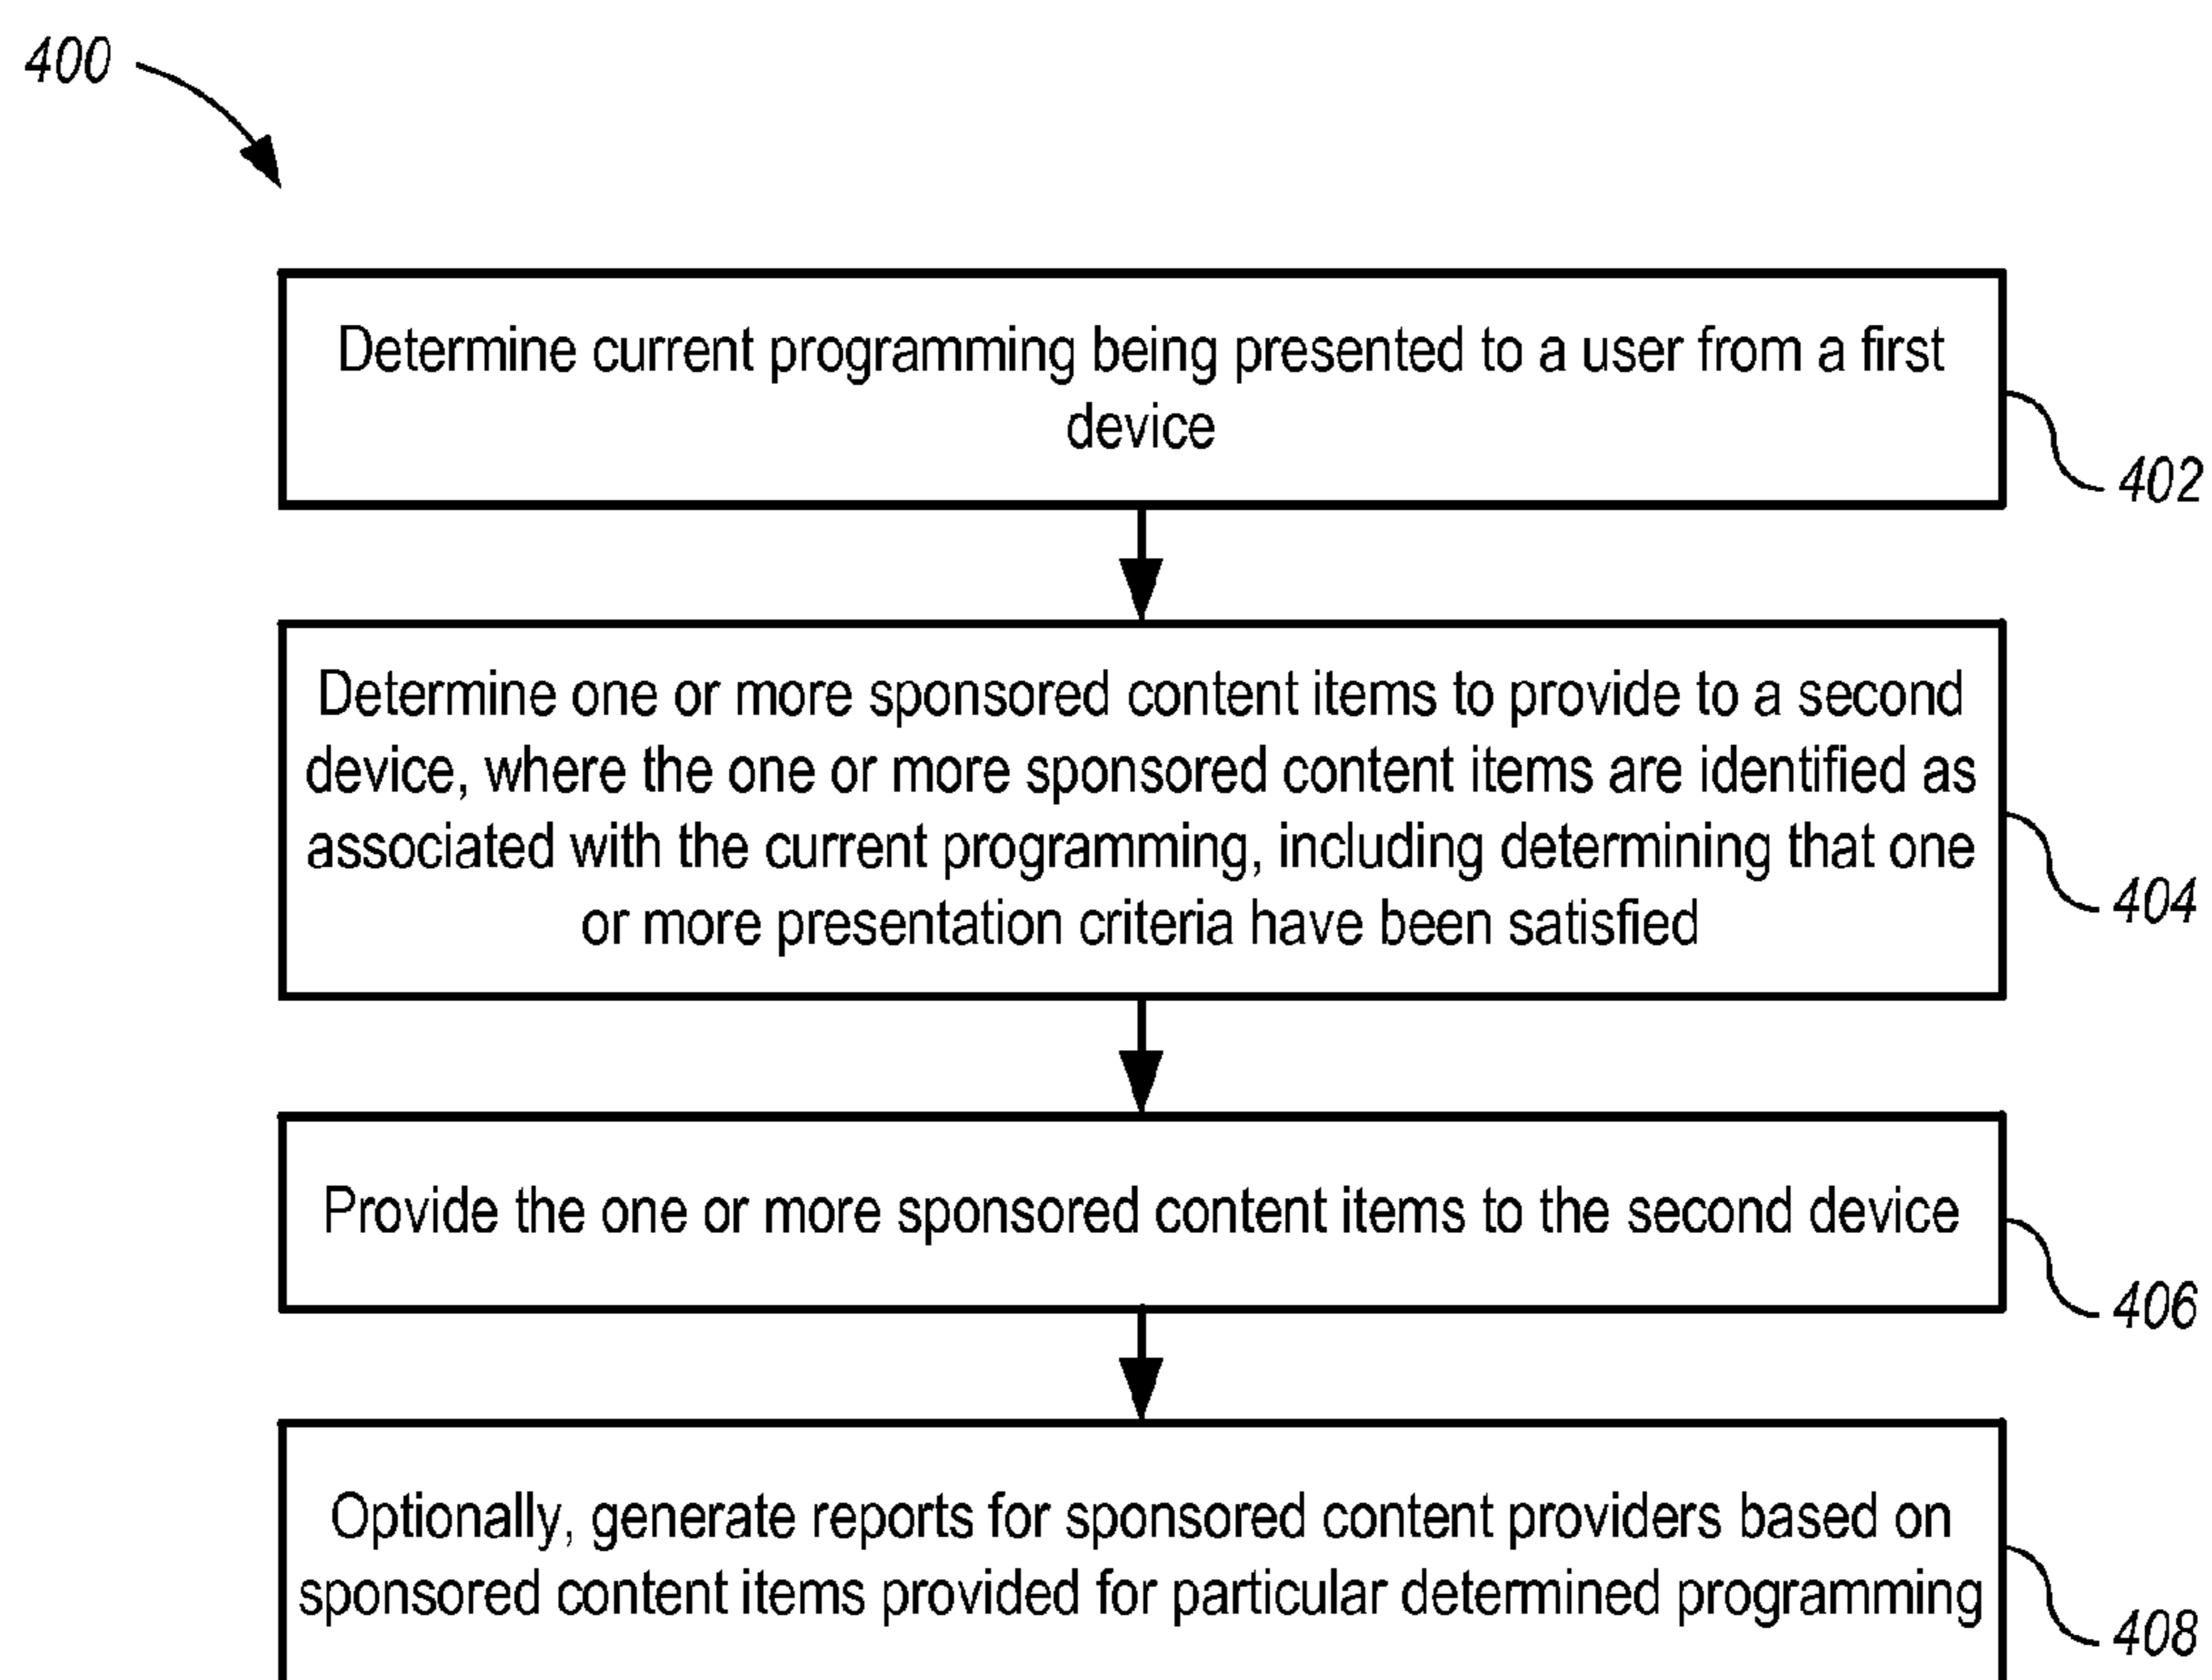 400
Determine current programming being presented to a user from a first
device
402
Determine one or more sponsored content items to provide to a second
device, where the one or more sponsored content items are identified as
associated with the current programming, including determining that one
or more presentation criteria have been satisfied
404
Provide the one or more sponsored content items to the second device
406
Optionally, generate reports for sponsored content providers based on
sponsored content items provided for particular determined programming
408